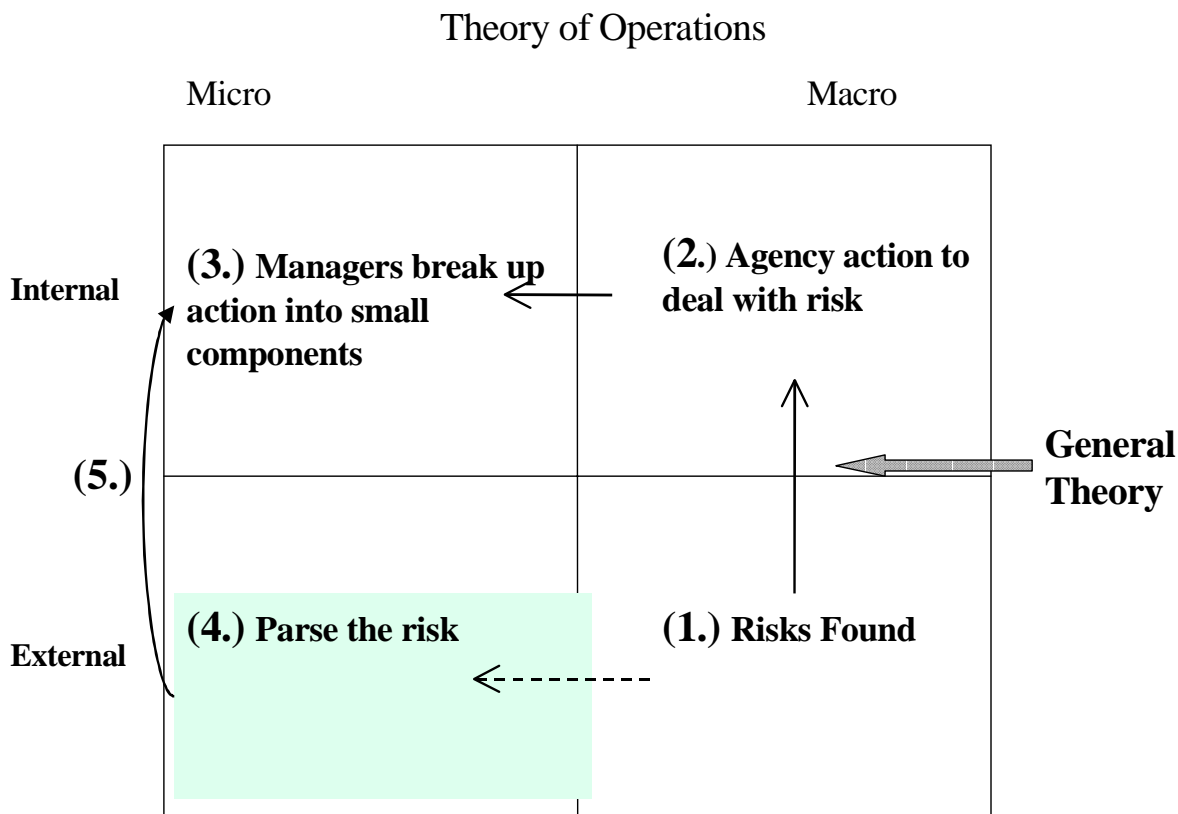 Theory of Operations
Micro
Macro
(3.) Managers break up
action into small
components
(2.) Agency action to
deal with risk
Internal
General
Theory
(5.)
(4.) Parse the risk
(1.) Risks Found
External